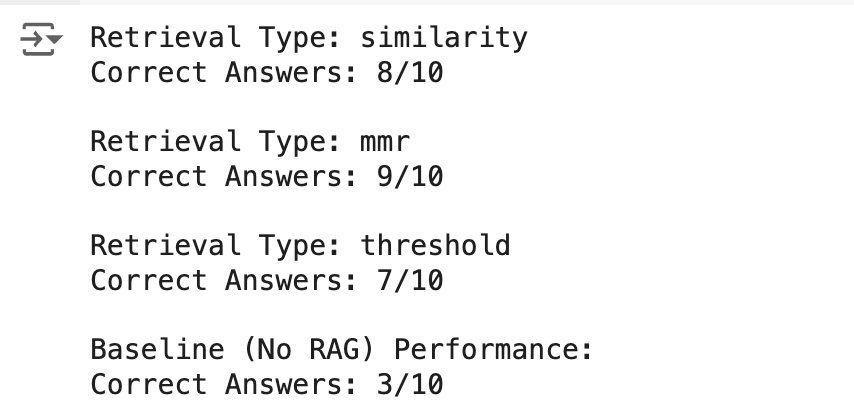 Retrieval Type: similarity
Correct Answers: 8/10
Retrieval Type: mmr
Correct Answers: 9/10
Retrieval Type: threshold
Correct Answers: 7/10
Baseline (No RAG) Performance:
Correct Answers: 3/10